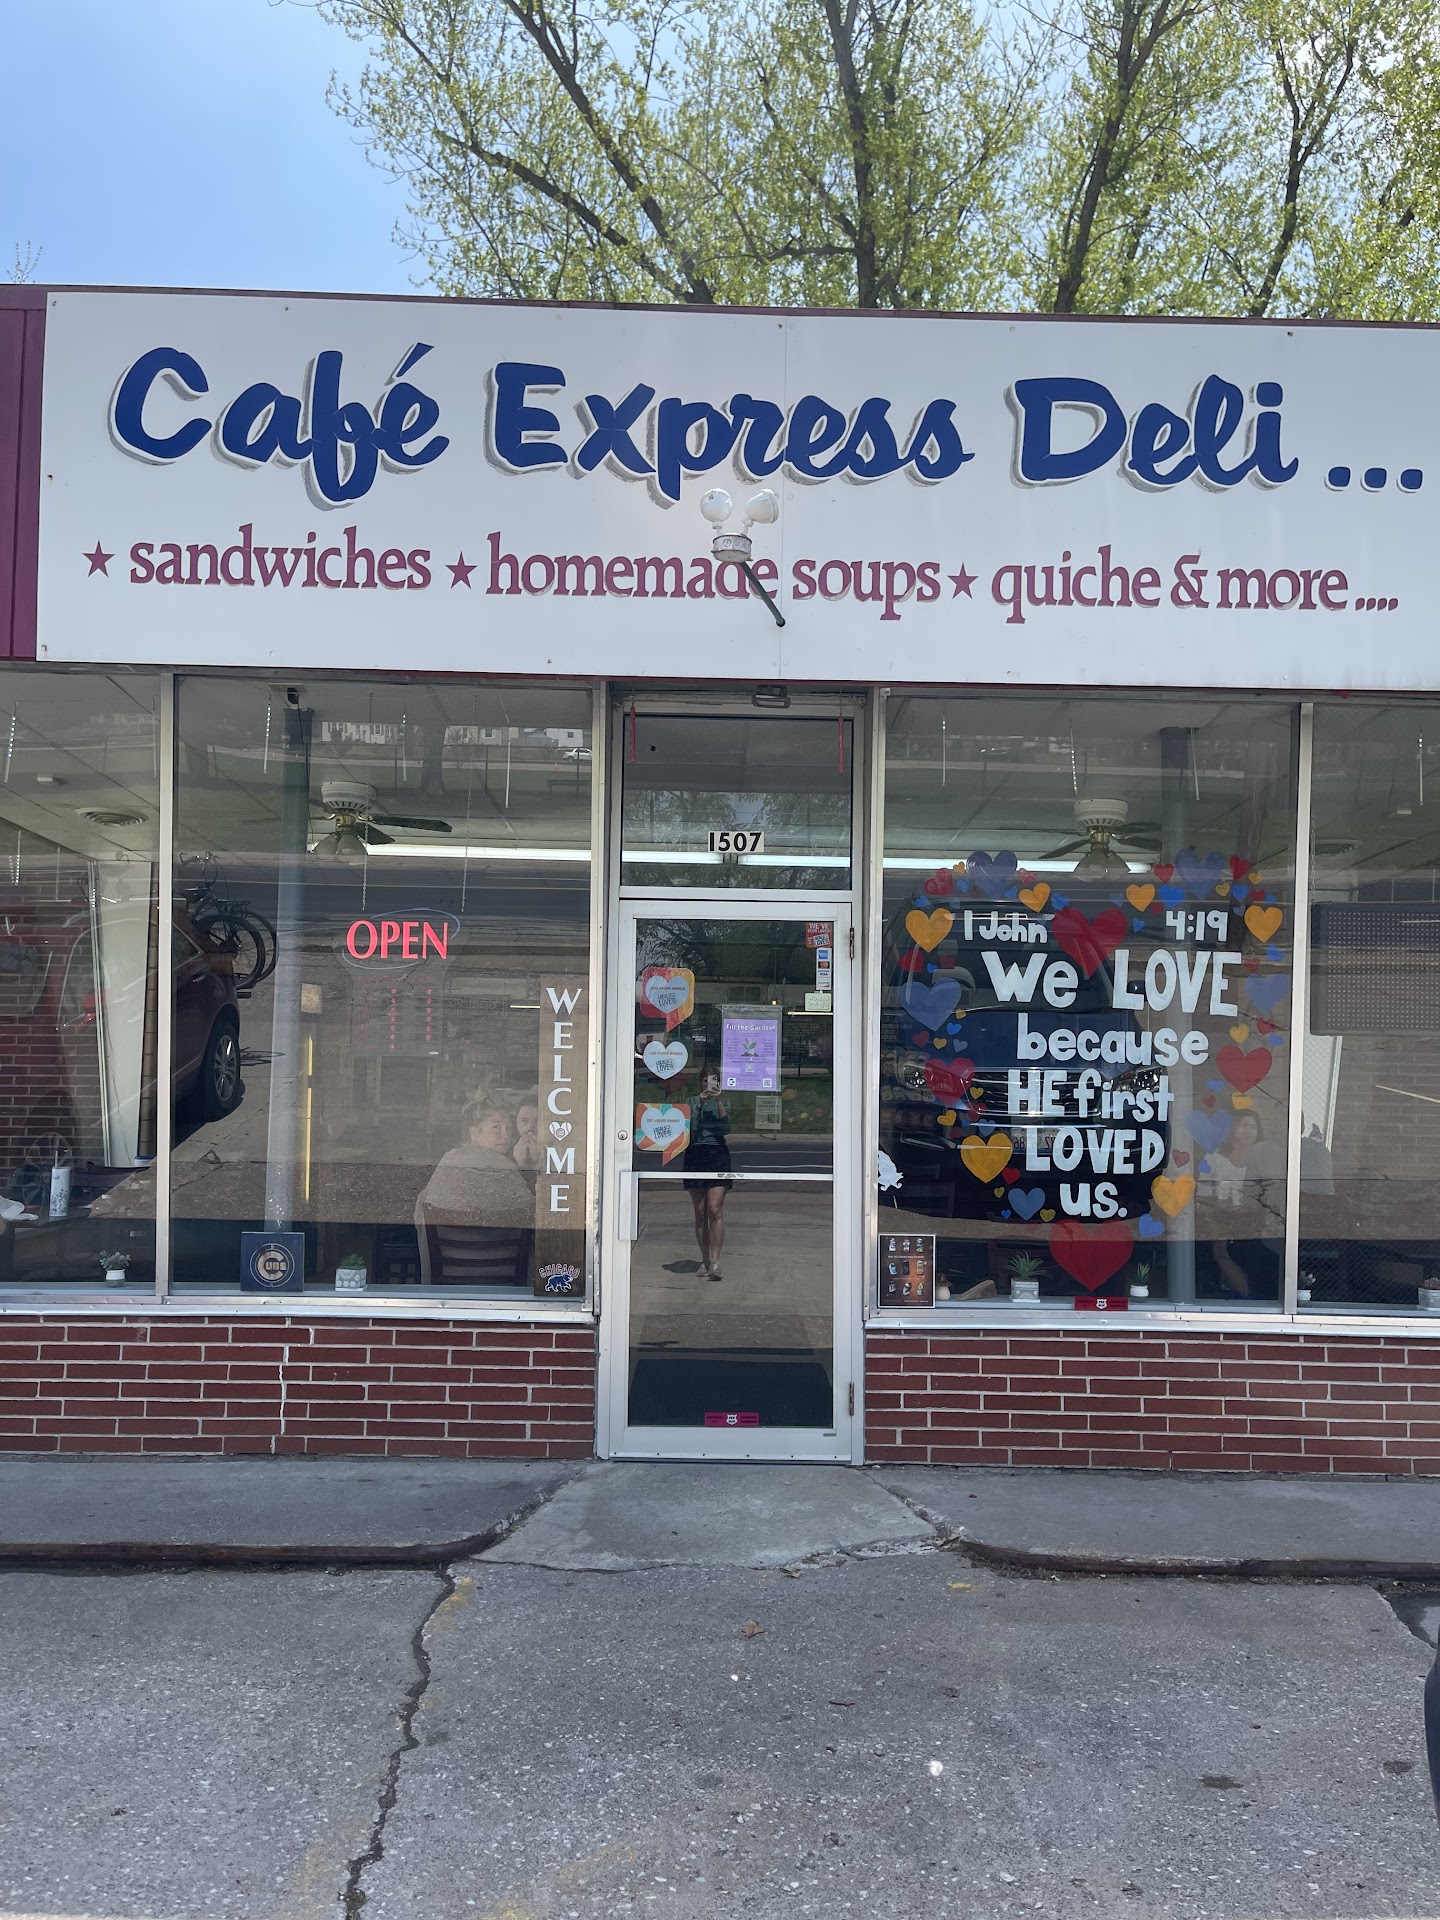 Café Express Deli ...
★ sandwiches ★ homemade soups ★ quiche & more....
1507
OPEN
WELCOME
CUBS
CHICAGO
Fill the Garden!
1 John 4:19
We LOVE
because
HE first
LOVED
us.